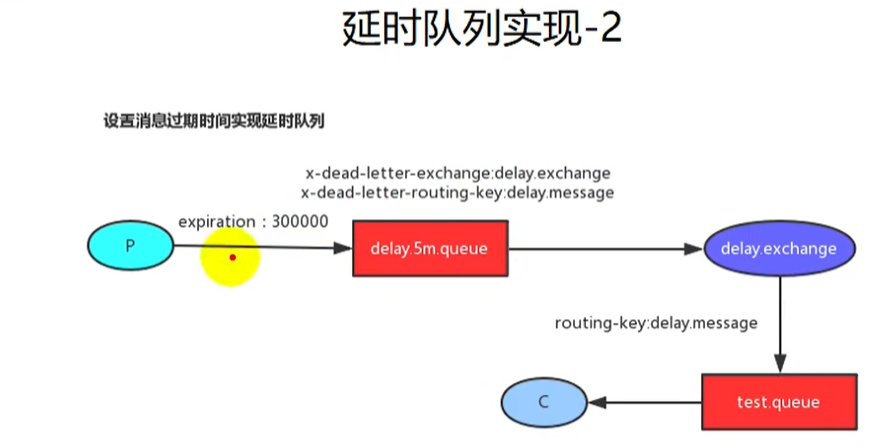 延时队列实现-2
设置消息过期时间实现延时队列
x-dead-letter-exchange:delay.exchange
x-dead-letter-routing-key:delay.message
expiration：300000
P
delay.5m.queue
delay.exchange
routing-key:delay.message
C
test.queue